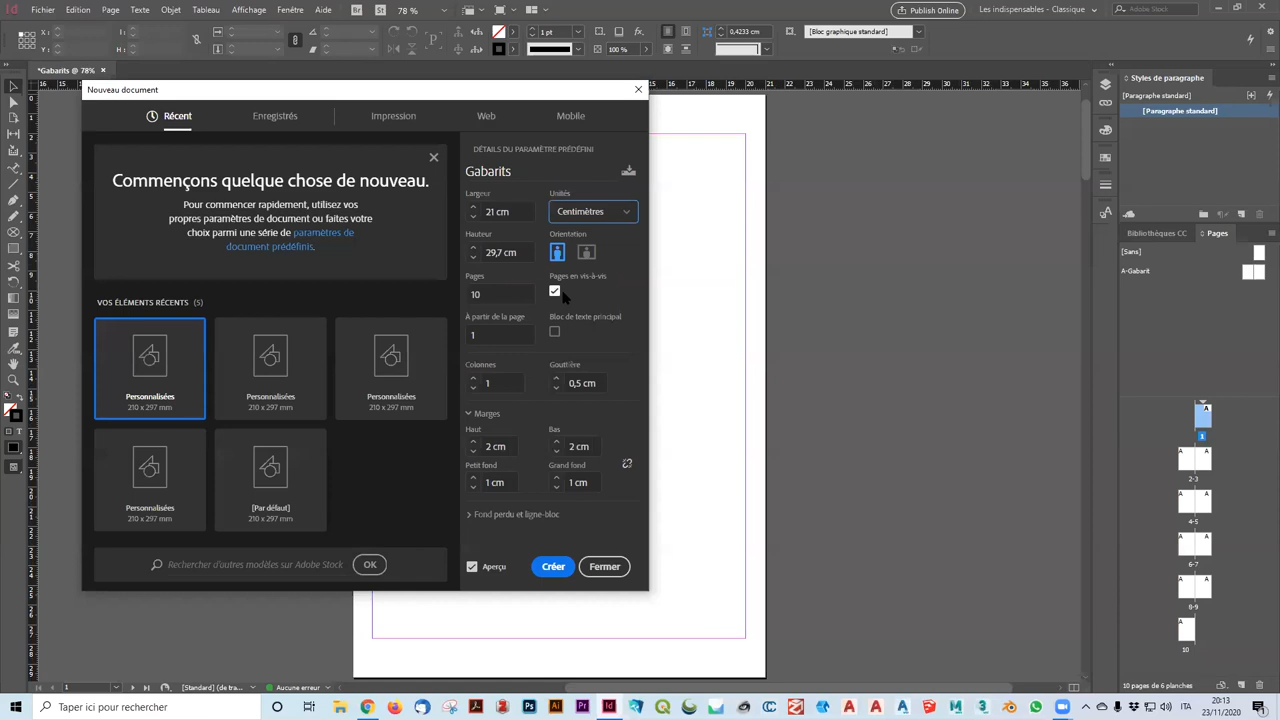 Id
Fichier Edition Page Texte Objet Tableau Affichage Fenêtre Aide Br St 78 %
Publish Online Les indispensables - Classique Adobe Stock
X: L: 1 pt 0,4233 cm [Bloc graphique standard]
Y: H: P 100 %
*Gabarits @ 78% ×
Nouveau document
Récent Enregistrés Impression Web Mobile
Commençons quelque chose de nouveau.
Pour commencer rapidement, utilisez vos
propres paramètres de document ou faites votre
choix parmi une série de paramètres de
document prédéfinis.
VOS ÉLÉMENTS RÉCENTS (5)
Personnalisées
210 x 297 mm
Personnalisées
210 x 297 mm
Personnalisées
210 x 297 mm
Personnalisées
210 x 297 mm
[Par défaut]
210 x 297 mm
Rechercher d'autres modèles sur Adobe Stock OK
DÉTAILS DU PARAMÈTRE PRÉDÉFINI
Gabarits
Largeur Unités
21 cm Centimètres
Hauteur Orientation
29,7 cm
Pages Pages en vis-à-vis
10
À partir de la page Bloc de texte principal
1
Colonnes Gouttière
1 0,5 cm
Marges
Haut Bas
2 cm 2 cm
Petit fond Grand fond
1 cm 1 cm
Fond perdu et ligne-bloc
Aperçu Créer Fermer
Styles de paragraphe
[Paragraphe standard]
[Paragraphe standard]
Bibliothèques CC Pages
[Sans]
A-Gabarit
A
1
A A
2-3
A A
4-5
A A
6-7
A A
8-9
A
10
10 pages de 6 planches
1 [Standard] (de tra... Aucune erreur
Taper ici pour rechercher
Ps Ai Pr Id
ITA
20:13
23/11/2020